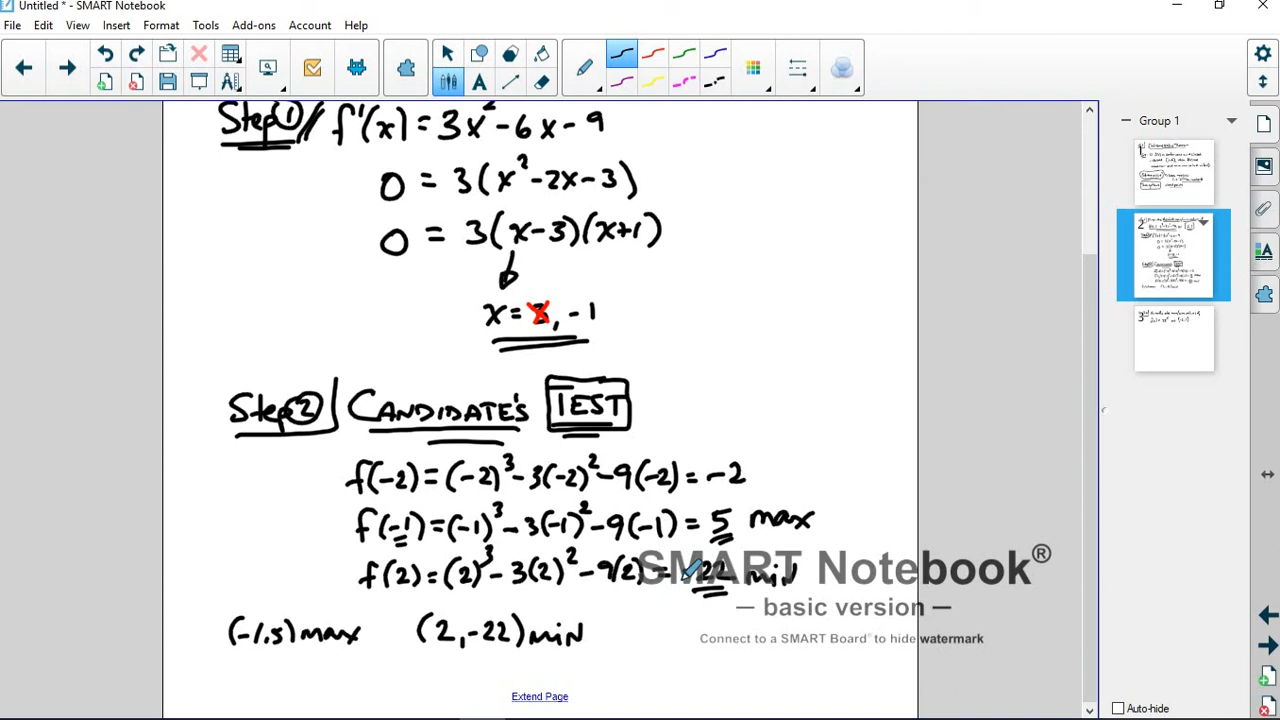 Untitled * - SMART Notebook
File Edit View Insert Format Tools Add-ons Account Help
Step ① // f'(x) = 3x² - 6x - 9
0 = 3(x² - 2x - 3)
0 = 3(x - 3)(x + 1)
x = 3, -1
Step ② | CANDIDATE'S TEST
f(-2) = (-2)³ - 3(-2)² - 9(-2) = -2
f(-1) = (-1)³ - 3(-1)² - 9(-1) = 5 max
f(2) = (2)³ - 3(2)² - 9(2) = -22 min
(-1,5) max (2, -22) min
SMART Notebook®
— basic version —
Connect to a SMART Board® to hide watermark
Extend Page
Group 1
1
2
3
Auto-hide